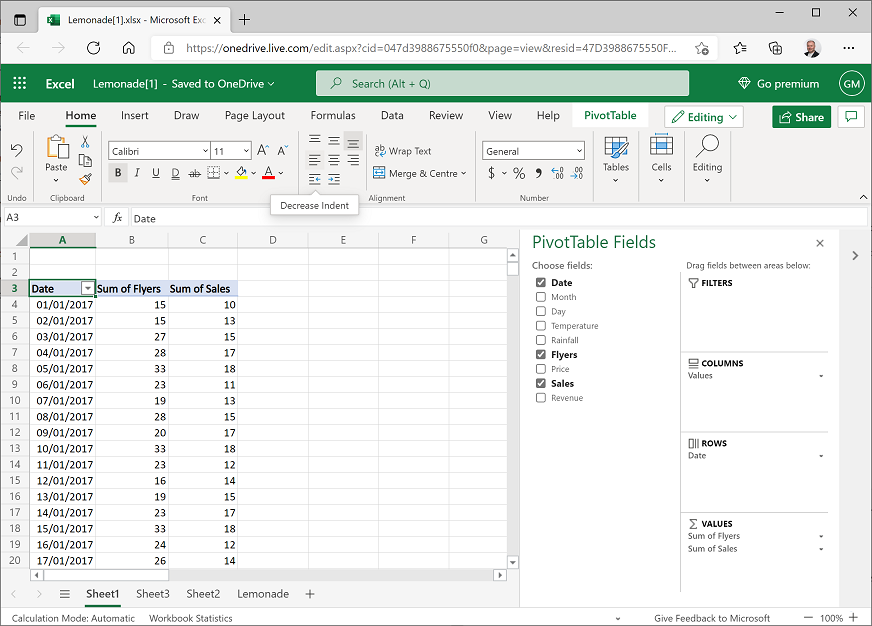 Lemonade[1].xlsx - Microsoft Exc
https://onedrive.live.com/edit.aspx?cid=047d3988675550f0&page=view&resid=47D3988675550F...
Excel Lemonade[1] - Saved to OneDrive Search (Alt + Q) Go premium GM
File Home Insert Draw Page Layout Formulas Data Review View Help PivotTable Editing Share
Calibri 11 ab Wrap Text General
Paste B I U D ab A Merge & Centre $ % Tables Cells Editing
Undo Clipboard Font Alignment Number
Decrease Indent
A3 fx Date
A B C D E F G
PivotTable Fields
Choose fields:
Date
Month
Day
Temperature
Rainfall
Flyers
Price
Sales
Revenue
Drag fields between areas below:
FILTERS
COLUMNS
Values
ROWS
Date
VALUES
Sum of Flyers
Sum of Sales
1
2
3 Date Sum of Flyers Sum of Sales
4 01/01/2017 15 10
5 02/01/2017 15 13
6 03/01/2017 27 15
7 04/01/2017 28 17
8 05/01/2017 33 18
9 06/01/2017 23 11
10 07/01/2017 19 13
11 08/01/2017 28 15
12 09/01/2017 20 17
13 10/01/2017 33 18
14 11/01/2017 23 12
15 12/01/2017 16 14
16 13/01/2017 19 15
17 14/01/2017 23 17
18 15/01/2017 33 18
19 16/01/2017 24 12
20 17/01/2017 26 14
Sheet1 Sheet3 Sheet2 Lemonade
Calculation Mode: Automatic Workbook Statistics Give Feedback to Microsoft 100%